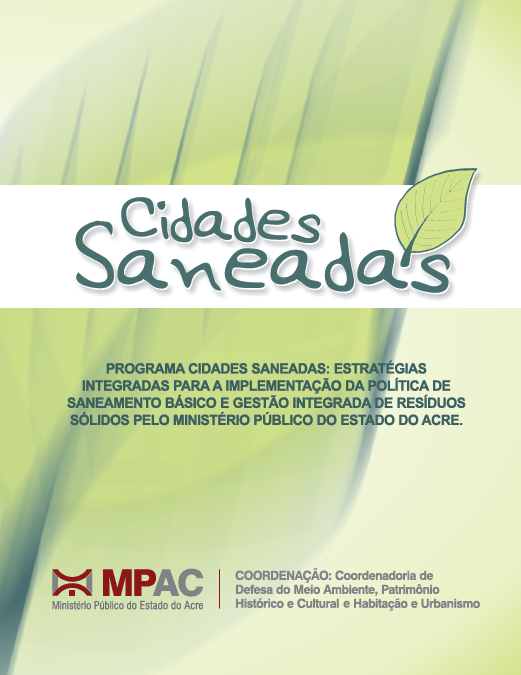 Cidades
Saneadas
PROGRAMA CIDADES SANEADAS: ESTRATÉGIAS
INTEGRADAS PARA A IMPLEMENTAÇÃO DA POLÍTICA DE
SANEAMENTO BÁSICO E GESTÃO INTEGRADA DE RESÍDUOS
SÓLIDOS PELO MINISTÉRIO PÚBLICO DO ESTADO DO ACRE.
MPAC
Ministério Público do Estado do Acre
COORDENAÇÃO: Coordenadoria de
Defesa do Meio Ambiente, Patrimônio
Histórico e Cultural e Habitação e Urbanismo